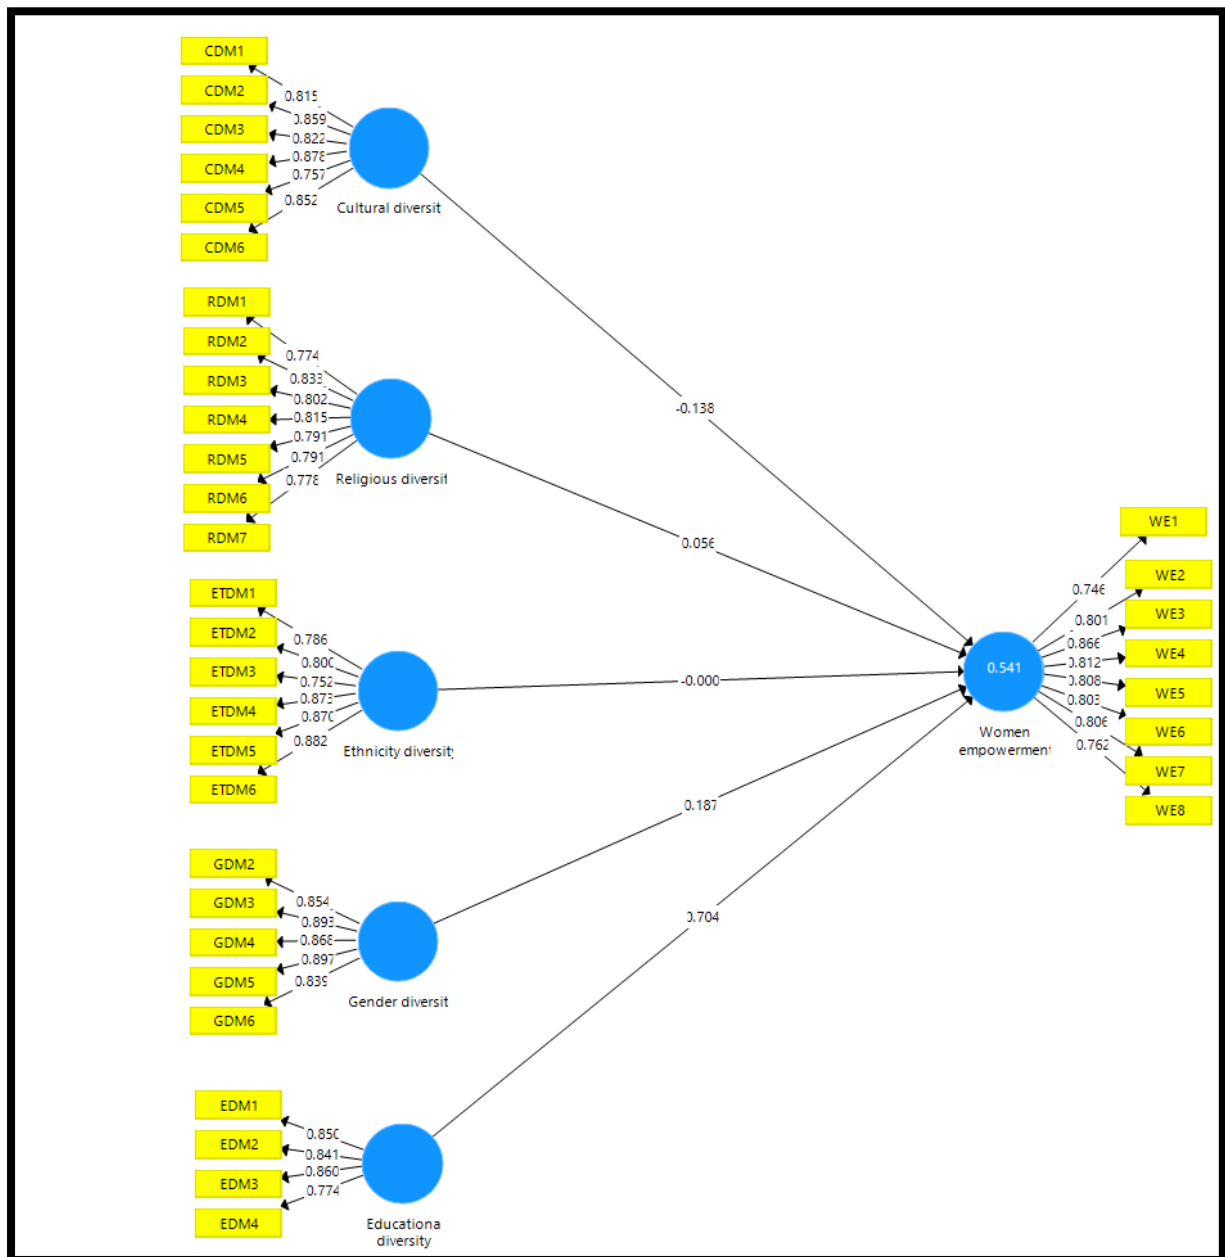 CDM1
CDM2
CDM3
CDM4
CDM5
CDM6
0.815
0.859
0.822
0.878
0.757
0.852
Cultural diversit
RDM1
RDM2
RDM3
RDM4
RDM5
RDM6
RDM7
0.774
0.833
0.802
0.815
0.791
0.791
0.778
Religious diversit
ETDM1
ETDM2
ETDM3
ETDM4
ETDM5
ETDM6
0.786
0.800
0.752
0.873
0.870
0.882
Ethnicity diversity
GDM2
GDM3
GDM4
GDM5
GDM6
0.854
0.893
0.868
0.897
0.839
Gender diversit
EDM1
EDM2
EDM3
EDM4
0.850
0.841
0.860
0.774
Educationa
diversity
-0.138
0.056
-0.000
0.187
0.704
0.541
Women
empowerment
0.746
0.801
0.866
0.812
0.808
0.803
0.806
0.762
WE1
WE2
WE3
WE4
WE5
WE6
WE7
WE8